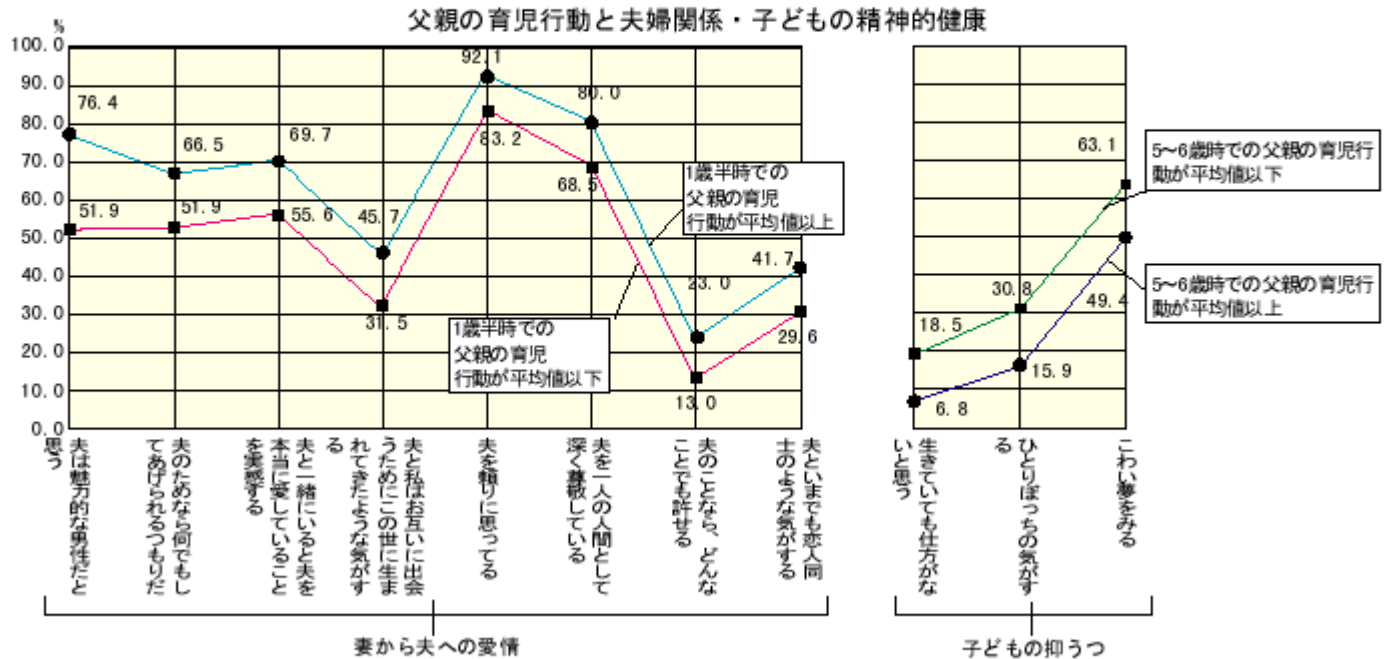 父親の育児行動と夫婦関係・子どもの精神的健康
%
100.0
90.0
80.0
70.0
60.0
50.0
40.0
30.0
20.0
10.0
0.0
76.4
66.5
69.7
45.7
92.1
80.0
23.0
41.7
51.9
51.9
55.6
31.5
83.2
68.5
13.0
29.6
1歳半時での
父親の育児
行動が平均値以上
1歳半時での
父親の育児
行動が平均値以下
18.5
30.8
63.1
6.8
15.9
49.4
5~6歳時での父親の育児行
動が平均値以下
5~6歳時での父親の育児行
動が平均値以上
夫は魅力的な男性だと
思う
夫のためなら何でもし
てあげられるつもりだ
夫と一緒にいると夫を
本当に愛していること
を実感する
夫と私はお互いに出会
うためにこの世に生ま
れてきたような気がす
る
夫を頼りに思ってる
夫を一人の人間として
深く尊敬している
夫のことなら、どんな
ことでも許せる
夫といまでも恋人同
士のような気がする
生きていても仕方がな
いと思う
ひとりぼっちの気がす
る
こわい夢をみる
妻から夫への愛情
子どもの抑うつ